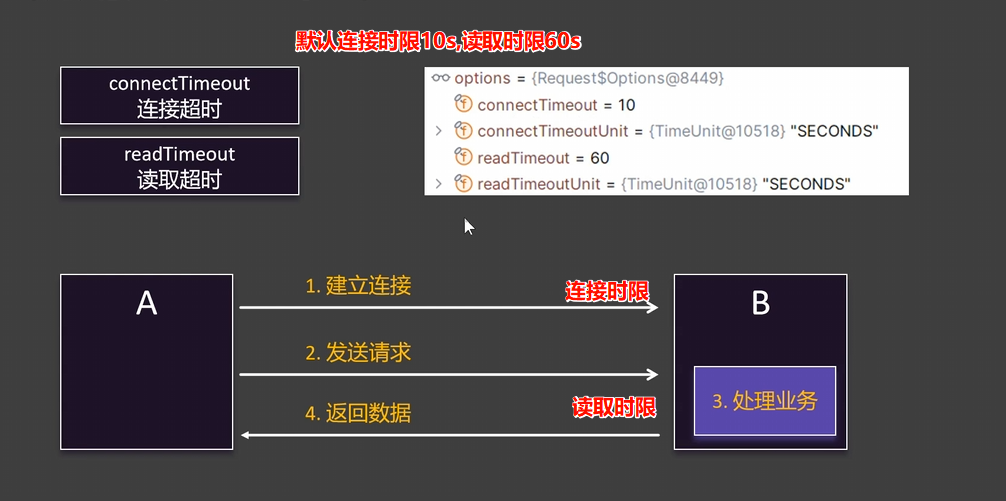 默认连接时限10s,读取时限60s
connectTimeout
连接超时
readTimeout
读取超时
options = {Request$Options@8449}
connectTimeout = 10
connectTimeoutUnit = {TimeUnit@10518} "SECONDS"
readTimeout = 60
readTimeoutUnit = {TimeUnit@10518} "SECONDS"
A
1. 建立连接
连接时限
B
2. 发送请求
3. 处理业务
4. 返回数据
读取时限